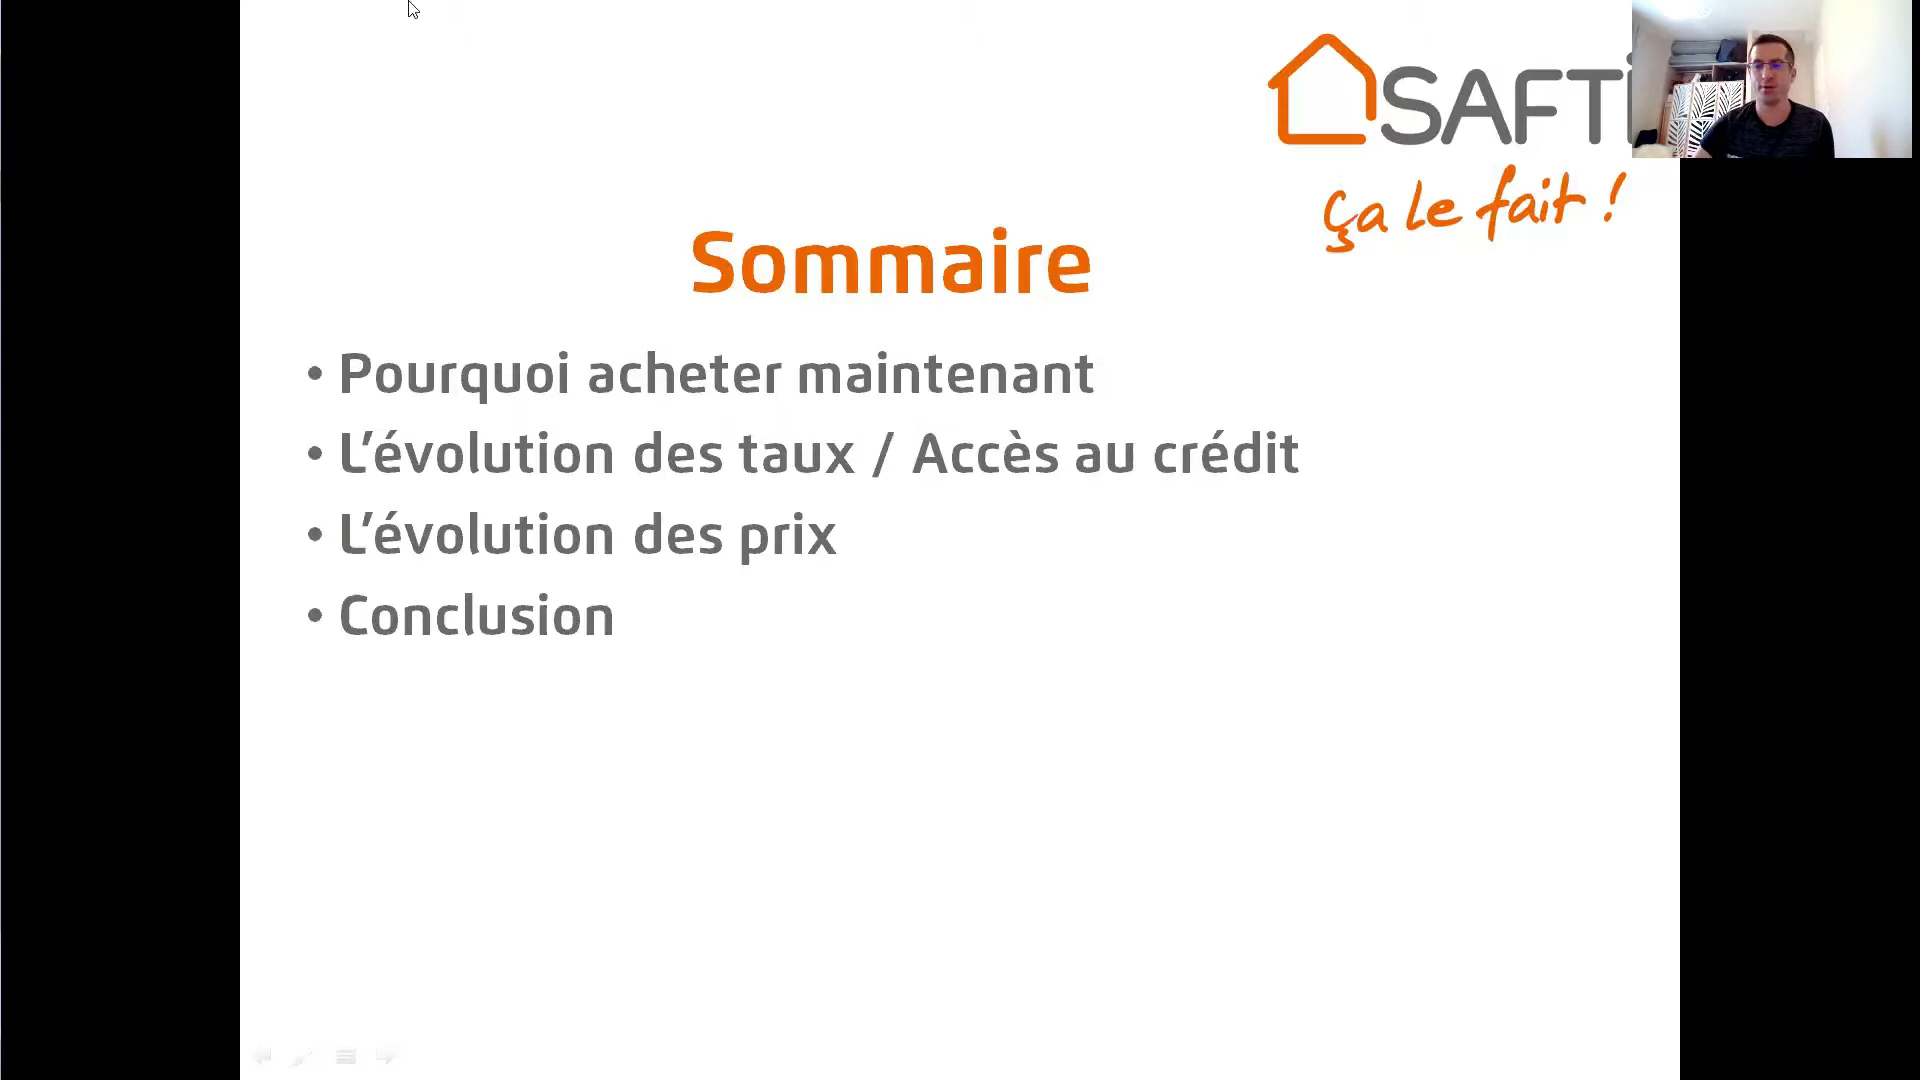 SAFTi
ça le fait !
Sommaire
• Pourquoi acheter maintenant
• L’évolution des taux / Accès au crédit
• L’évolution des prix
• Conclusion